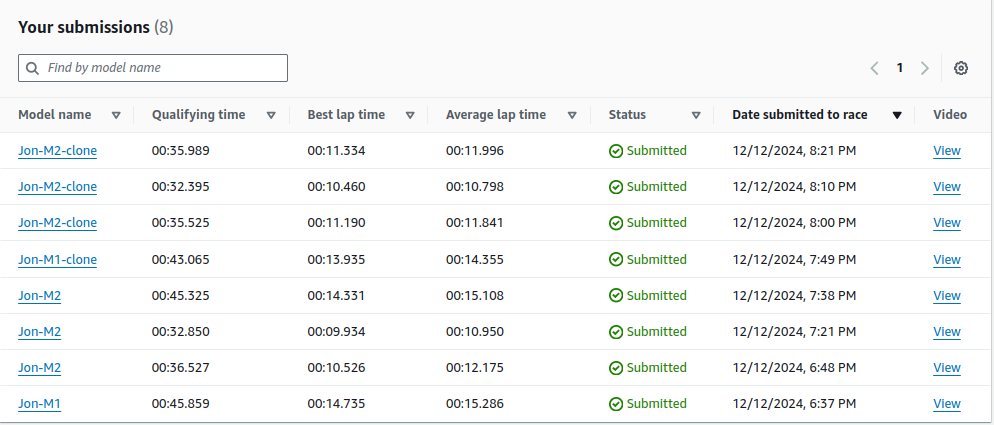 Your submissions (8)
Find by model name
1
Model name Qualifying time Best lap time Average lap time Status Date submitted to race Video
Jon-M2-clone 00:35.989 00:11.334 00:11.996 Submitted 12/12/2024, 8:21 PM View
Jon-M2-clone 00:32.395 00:10.460 00:10.798 Submitted 12/12/2024, 8:10 PM View
Jon-M2-clone 00:35.525 00:11.190 00:11.841 Submitted 12/12/2024, 8:00 PM View
Jon-M1-clone 00:43.065 00:13.935 00:14.355 Submitted 12/12/2024, 7:49 PM View
Jon-M2 00:45.325 00:14.331 00:15.108 Submitted 12/12/2024, 7:38 PM View
Jon-M2 00:32.850 00:09.934 00:10.950 Submitted 12/12/2024, 7:21 PM View
Jon-M2 00:36.527 00:10.526 00:12.175 Submitted 12/12/2024, 6:48 PM View
Jon-M1 00:45.859 00:14.735 00:15.286 Submitted 12/12/2024, 6:37 PM View